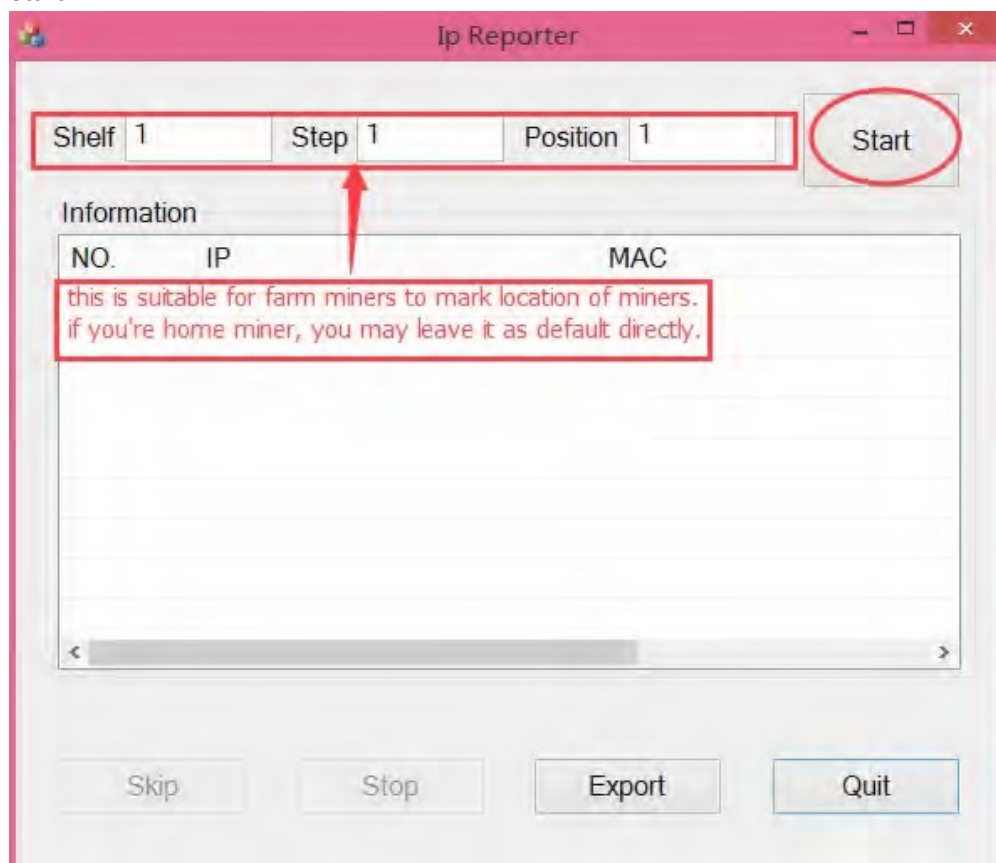 Ip Reporter
Shelf 1 Step 1 Position 1 Start
Information
NO. IP MAC
this is suitable for farm miners to mark location of miners.
if you're home miner, you may leave it as default directly.
Skip Stop Export Quit